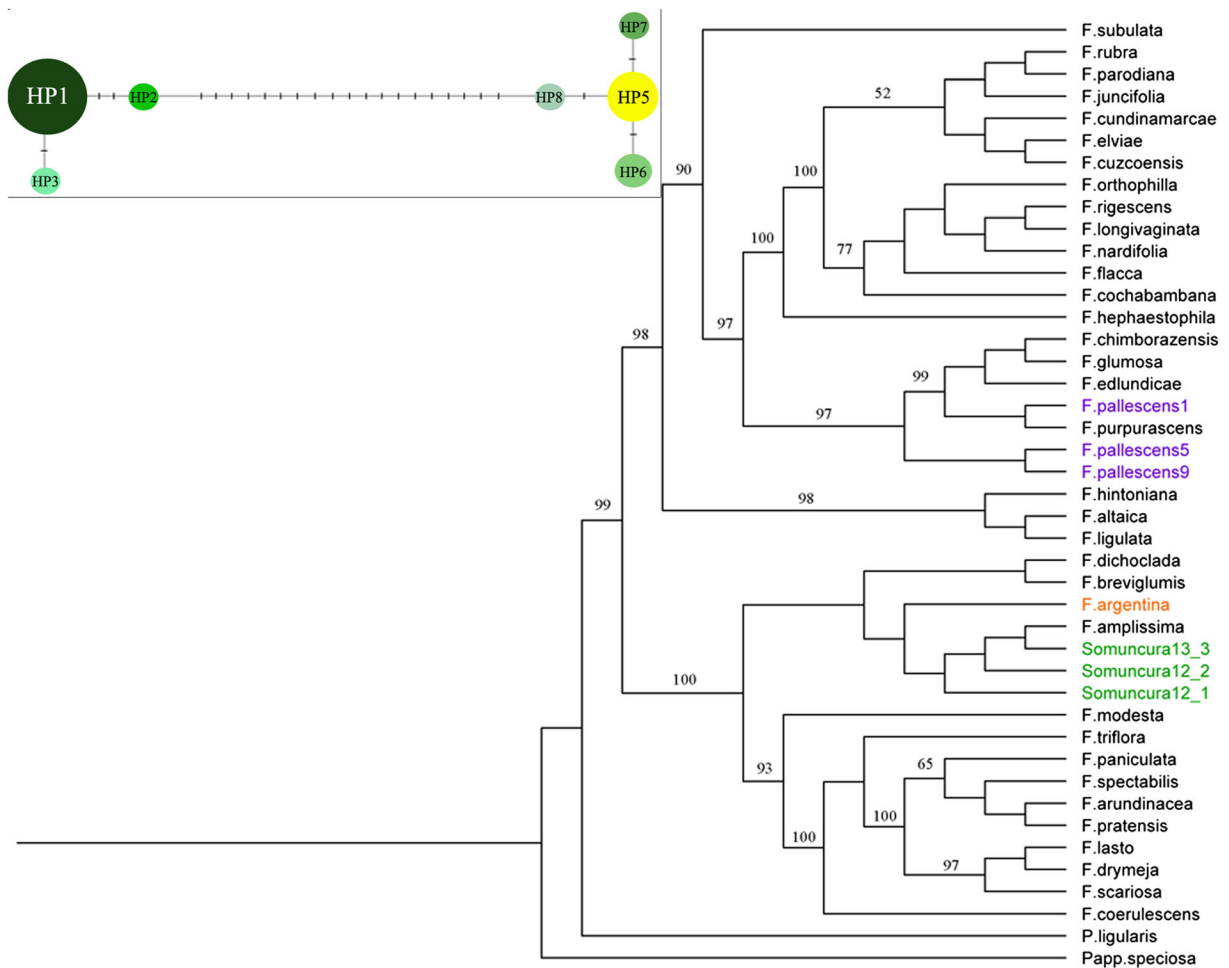 HP1
HP2
HP8
HP7
HP5
HP3
HP6
F.subulata
F.rubra
F.parodiana
F.juncifolia
F.cundinamarcae
F.elviae
F.cuzcoensis
F.orthophilla
F.rigescens
F.longivaginata
F.nardifolia
F.flacca
F.cochabambana
F.hephaestophila
F.chimborazensis
F.glumosa
F.edlundicae
F.pallescens1
F.purpurascens
F.pallescens5
F.pallescens9
F.hintoniana
F.altaica
F.ligulata
F.dichoclada
F.breviglumis
F.argentina
F.amplissima
Somuncura13_3
Somuncura12_2
Somuncura12_1
F.modesta
F.triflora
F.paniculata
F.spectabilis
F.arundinacea
F.pratensis
F.lasto
F.drymeja
F.scariosa
F.coerulescens
P.ligularis
Papp.speciosa
52
90
100
100
77
97
98
99
97
98
99
100
93
65
100
100
97